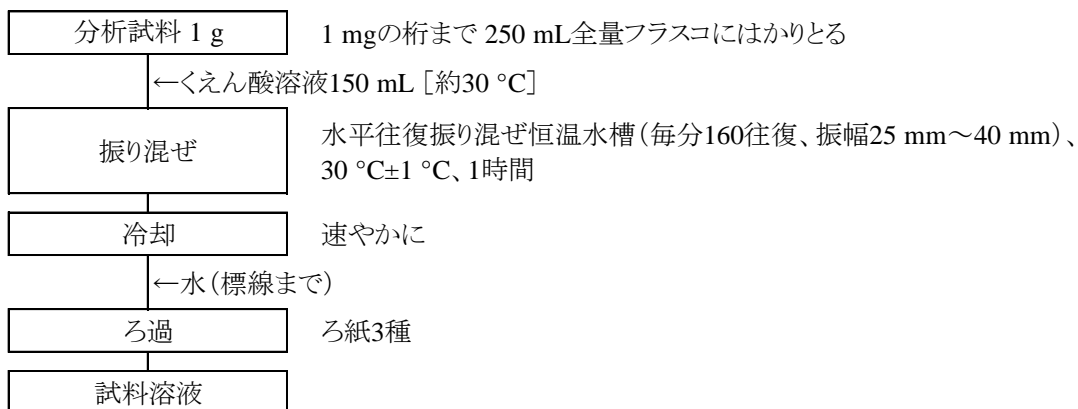 分析試料 1 g
1 mgの桁まで 250 mL全量フラスコにはかりとる
←くえん酸溶液150 mL [約30 °C]
振り混ぜ
水平往復振り混ぜ恒温水槽(毎分160往復、振幅25 mm~40 mm)、
30 °C±1 °C、1時間
冷却
速やかに
←水(標線まで)
ろ過
ろ紙3種
試料溶液